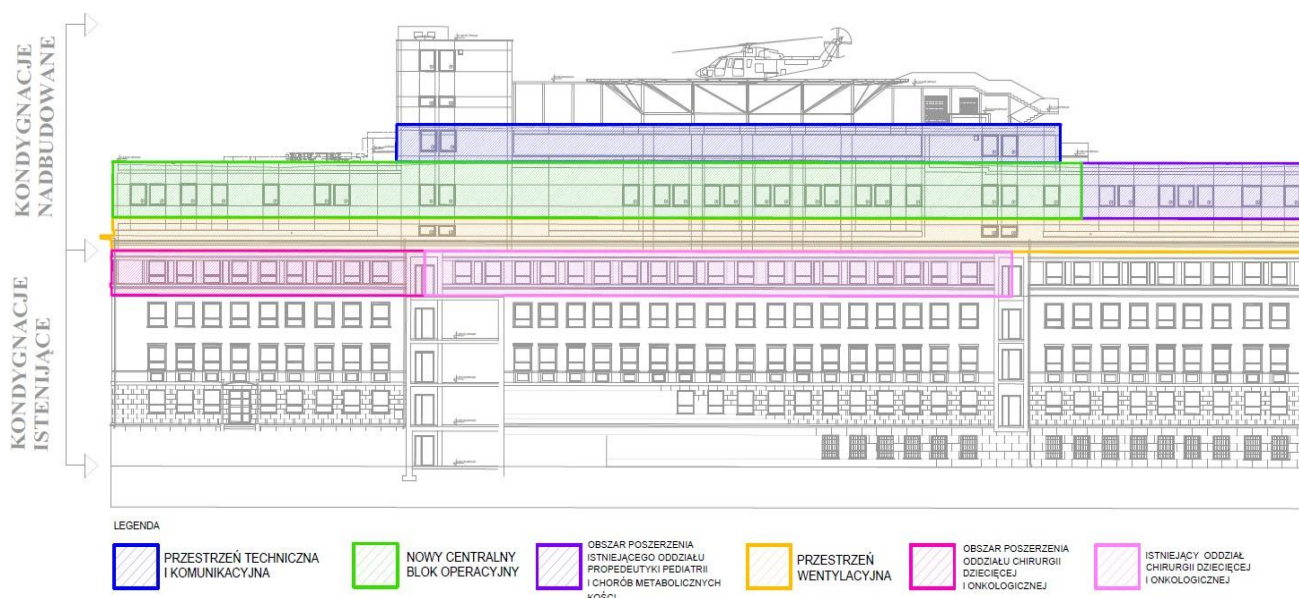 KONDYGNACJE
NADBUDOWANE
KONDYGNACJE
ISTENIJĄCE
LEGENDA
PRZESTRZEŃ TECHNICZNA
I KOMUNIKACYJNA
NOWY CENTRALNY
BLOK OPERACYJNY
OBSZAR POSZERZENIA
ISTNIEJĄCEGO ODDZIAŁU
PROPEDEUTYKI PEDIATRII
I CHORÓB METABOLICZNYCH
KOŚCI
PRZESTRZEŃ
WENTYLACYJNA
OBSZAR POSZERZENIA
ODDZIAŁU CHIRURGII
DZIECIĘCEJ
I ONKOLOGICZNEJ
ISTNIEJĄCY ODDZIAŁ
CHIRURGII DZIECIĘCEJ
I ONKOLOGICZNEJ